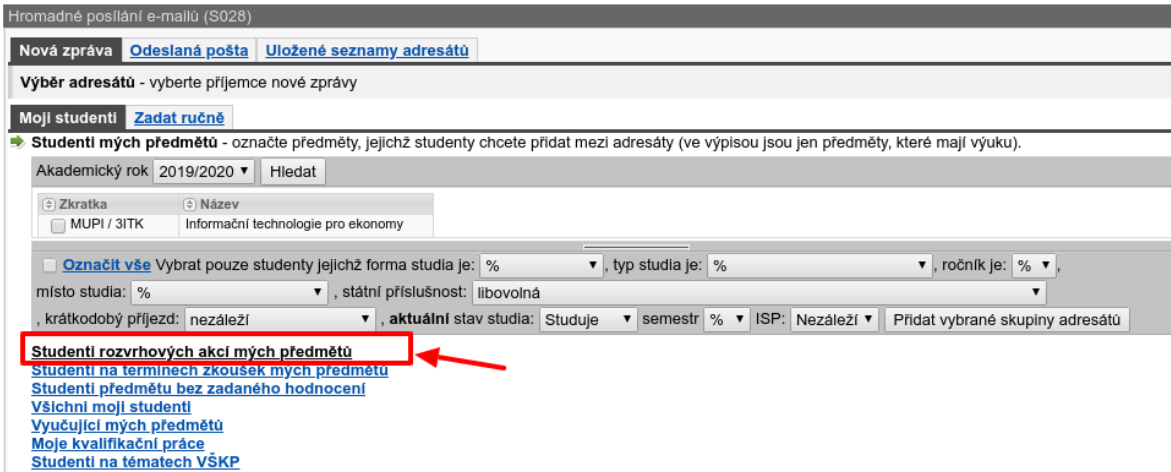 Hromadné posílání e-mailů (S028)
Nová zpráva Odeslaná pošta Uložené seznamy adresátů
Výběr adresátů - vyberte příjemce nové zprávy
Moji studenti Zadat ručně
Studenti mých předmětů - označte předměty, jejichž studenty chcete přidat mezi adresáty (ve výpisou jsou jen předměty, které mají výuku).
Akademický rok 2019/2020 Hledat
Zkratka Název
MUPI / 3ITK Informační technologie pro ekonomy
Označit vše Vybrat pouze studenty jejichž forma studia je: % , typ studia je: % , ročník je: % ,
místo studia: % , státní příslušnost: libovolná
, krátkodobý příjezd: nezáleží , aktuální stav studia: Studuje semestr % ISP: Nezáleží Přidat vybrané skupiny adresátů
Studenti rozvrhových akcí mých předmětů
Studenti na termínech zkoušek mých předmětů
Studenti předmětu bez zadaného hodnocení
Všichni moji studenti
Vyučující mých předmětů
Moje kvalifikační práce
Studenti na tématech VŠKP